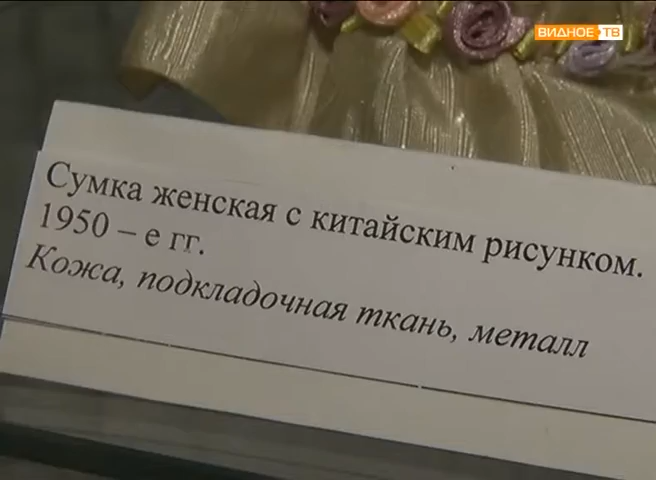 ВИДНОЕ ТВ
Сумка женская с китайским рисунком.
1950 – е гг.
Кожа, подкладочная ткань, металл